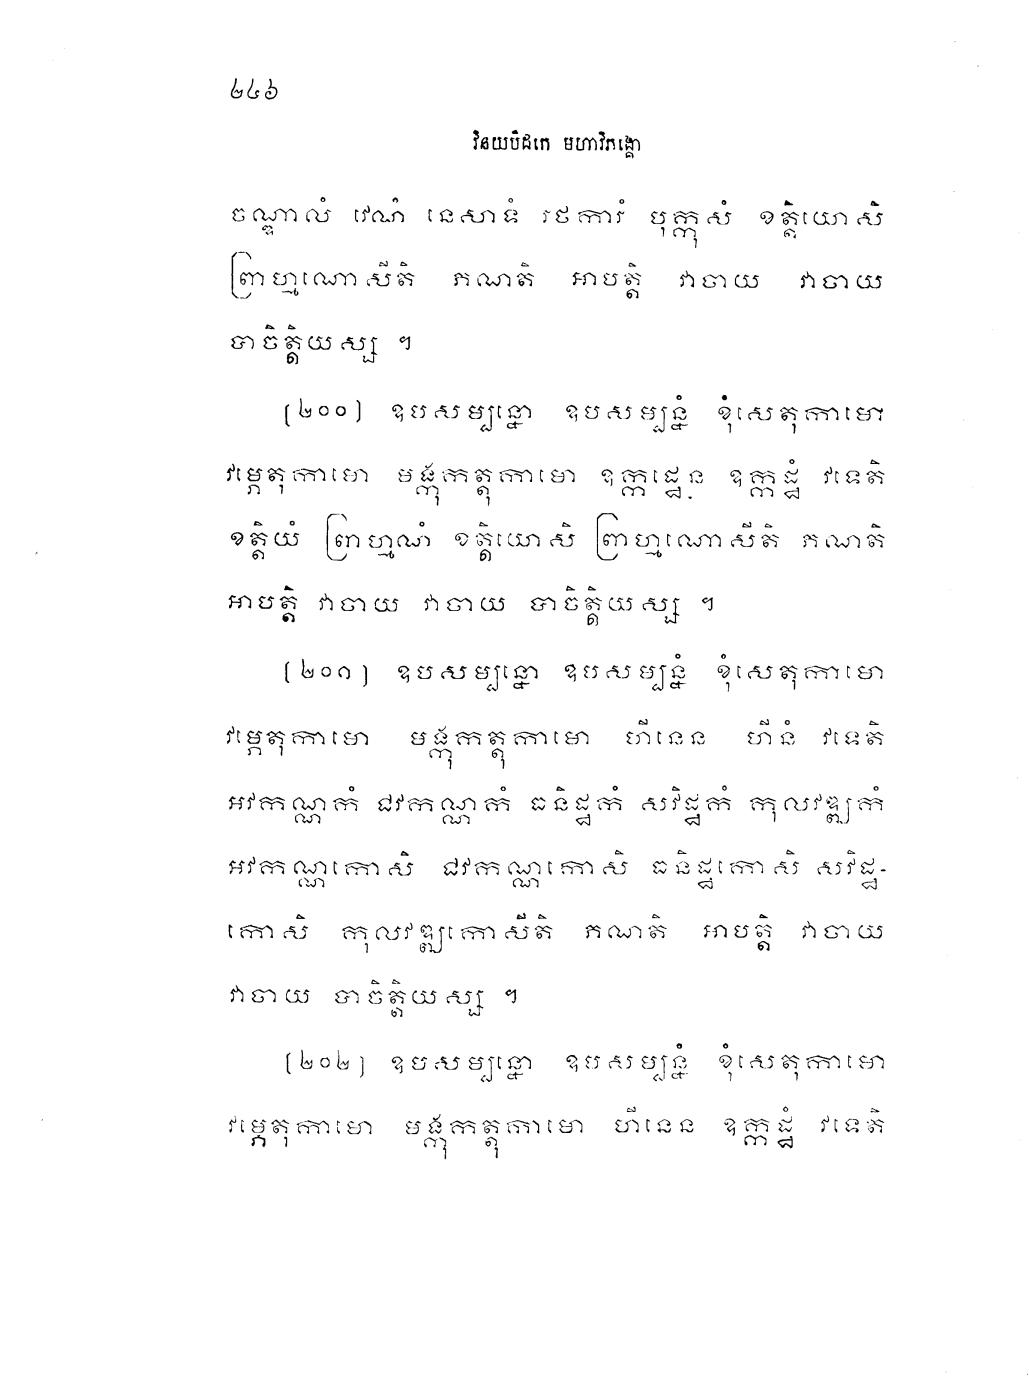 ២៤៦
វិនយបិដកេ មហាវិភង្គោ
ចណ្ឌាលំ វេណំ នេសាទំ រថការំ បុក្កុសំ ខត្តិយោសិ
ព្រាហ្មណោសីតិ ភណតិ អាបត្តិ វាចាយ វាចាយ
បាចិត្តិយស្ស ។
(២០០) ឧបសម្បន្នោ ឧបសម្បន្នំ ខុំសេតុកាមោ
វម្ភេតុកាមោ មង្កុកត្តុកាមោ ឧក្កដ្ឋេន ឧក្កដ្ឋំ វទេតិ
ខត្តិយំ ព្រាហ្មណំ ខត្តិយោសិ ព្រាហ្មណោសីតិ ភណតិ
អាបត្តិ វាចាយ វាចាយ បាចិត្តិយស្ស ។
(២០១) ឧបសម្បន្នោ ឧបសម្បន្នំ ខុំសេតុកាមោ
វម្ភេតុកាមោ មង្កុកត្តុកាមោ ហីនេន ហីនំ វទេតិ
អវកណ្ណកំ ជវកណ្ណកំ ធនិដ្ឋកំ សវិដ្ឋកំ កុលវឌ្ឍកំ
អវកណ្ណកោសិ ជវកណ្ណកោសិ ធនិដ្ឋកោសិ សវិដ្ឋ-
កោសិ កុលវឌ្ឍកោសីតិ ភណតិ អាបត្តិ វាចាយ
វាចាយ បាចិត្តិយស្ស ។
(២០២) ឧបសម្បន្នោ ឧបសម្បន្នំ ខុំសេតុកាមោ
វម្ភេតុកាមោ មង្កុកត្តុកាមោ ហីនេន ឧក្កដ្ឋំ វទេតិ